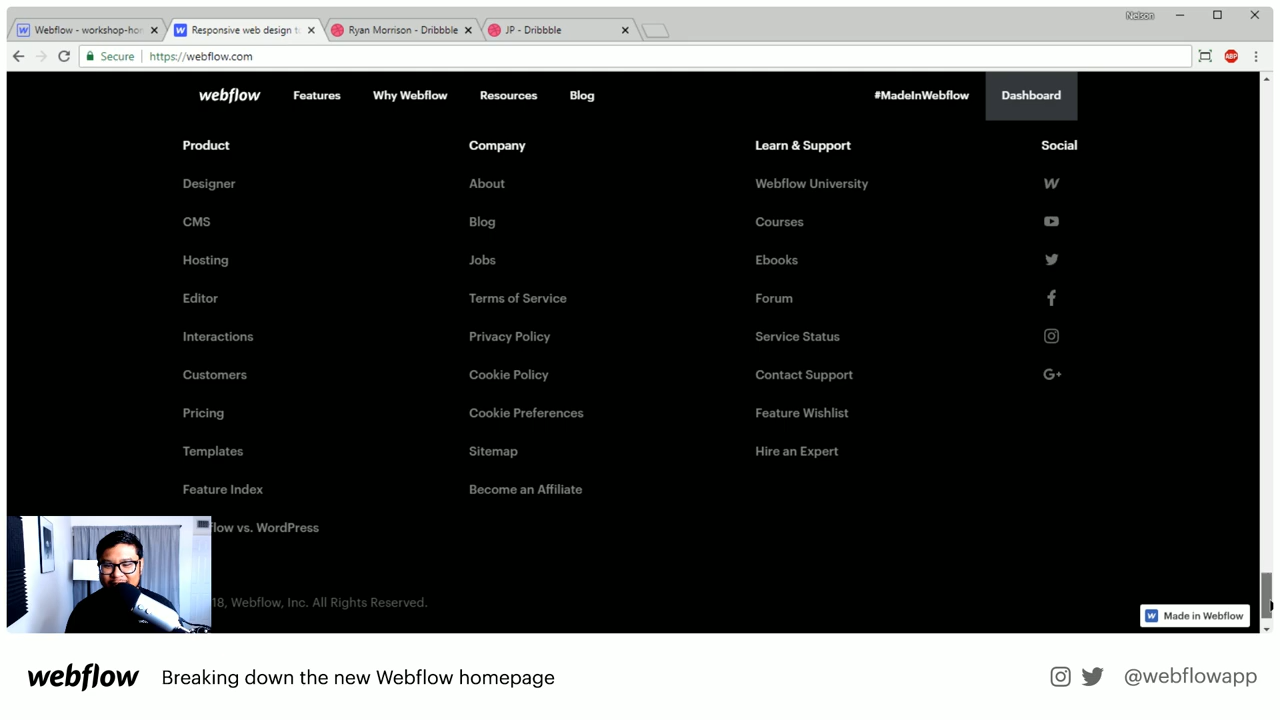 Nelson
Webflow - workshop-hor
Responsive web design to
Ryan Morrison - Dribbble
JP - Dribbble
Secure
https://webflow.com
ABP
webflow
Features
Why Webflow
Resources
Blog
#MadeInWebflow
Dashboard
Product
Designer
CMS
Hosting
Editor
Interactions
Customers
Pricing
Templates
Feature Index
flow vs. WordPress
Company
About
Blog
Jobs
Terms of Service
Privacy Policy
Cookie Policy
Cookie Preferences
Sitemap
Become an Affiliate
Learn & Support
Webflow University
Courses
Ebooks
Forum
Service Status
Contact Support
Feature Wishlist
Hire an Expert
Social
18, Webflow, Inc. All Rights Reserved.
Made in Webflow
webflow
Breaking down the new Webflow homepage
@webflowapp